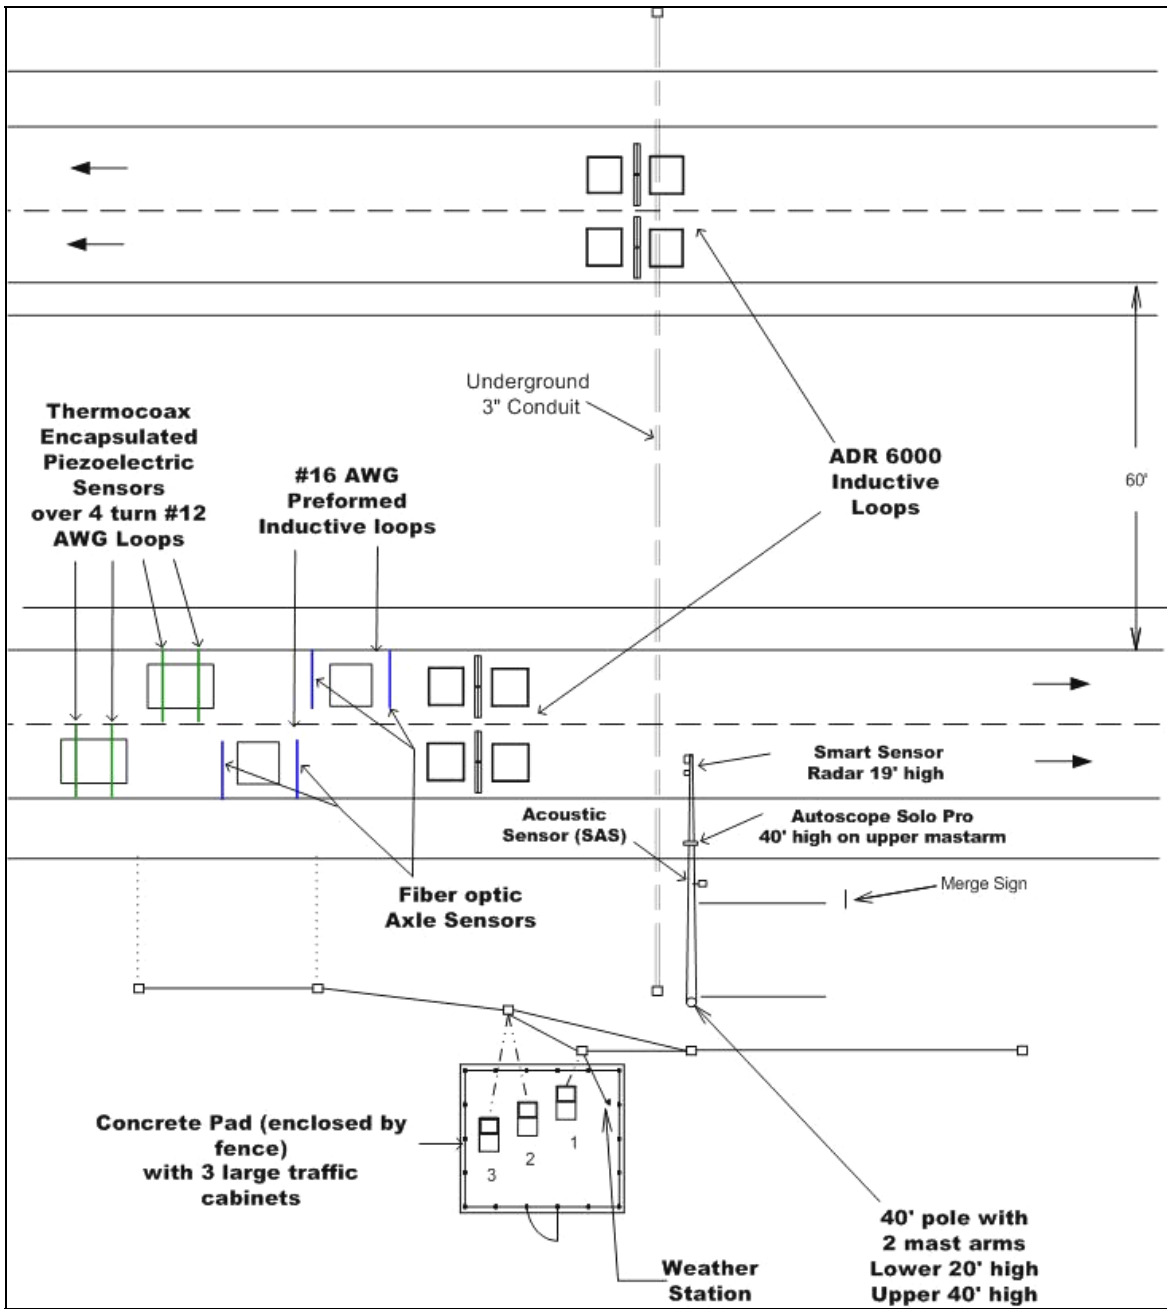 Underground
3" Conduit
Thermocoax
Encapsulated
Piezoelectric
Sensors
over 4 turn #12
AWG Loops
#16 AWG
Preformed
Inductive loops
ADR 6000
Inductive
Loops
60'
Smart Sensor
Radar 19' high
Acoustic
Sensor (SAS)
Autoscope Solo Pro
40' high on upper mastarm
Merge Sign
Fiber optic
Axle Sensors
Concrete Pad (enclosed by
fence)
with 3 large traffic
cabinets
1
2
3
40' pole with
2 mast arms
Lower 20' high
Upper 40' high
Weather
Station